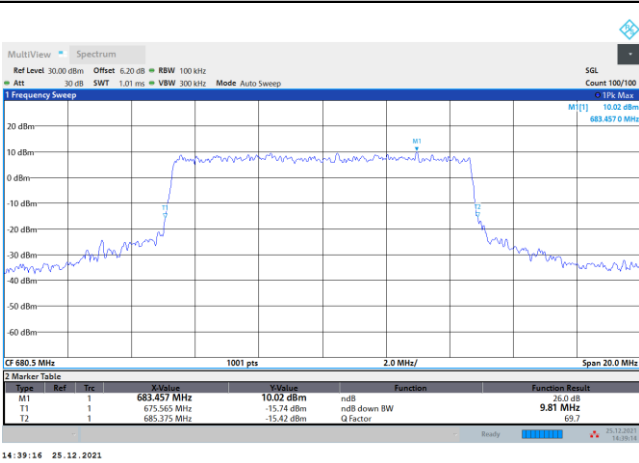 MultiView Spectrum
Ref Level 30.00 dBm Offset 6.20 dB RBW 100 kHz SGL
Att 30 dB SWT 1.01 ms VBW 300 kHz Mode Auto Sweep Count 100/100
1 Frequency Sweep 1Pk Max
M1[1] 10.02 dBm
683.457 0 MHz
20 dBm
M1
10 dBm
0 dBm
-10 dBm
T1 T2
-20 dBm
-30 dBm
-40 dBm
-50 dBm
-60 dBm
CF 680.5 MHz 1001 pts 2.0 MHz/ Span 20.0 MHz
2 Marker Table
Type Ref Trc X-Value Y-Value Function Function Result
M1 1 683.457 MHz 10.02 dBm ndB 26.0 dB
T1 1 675.565 MHz -15.74 dBm ndB down BW 9.81 MHz
T2 1 685.375 MHz -15.42 dBm Q Factor 69.7
Ready 25.12.2021
14:39:14
14:39:16 25.12.2021